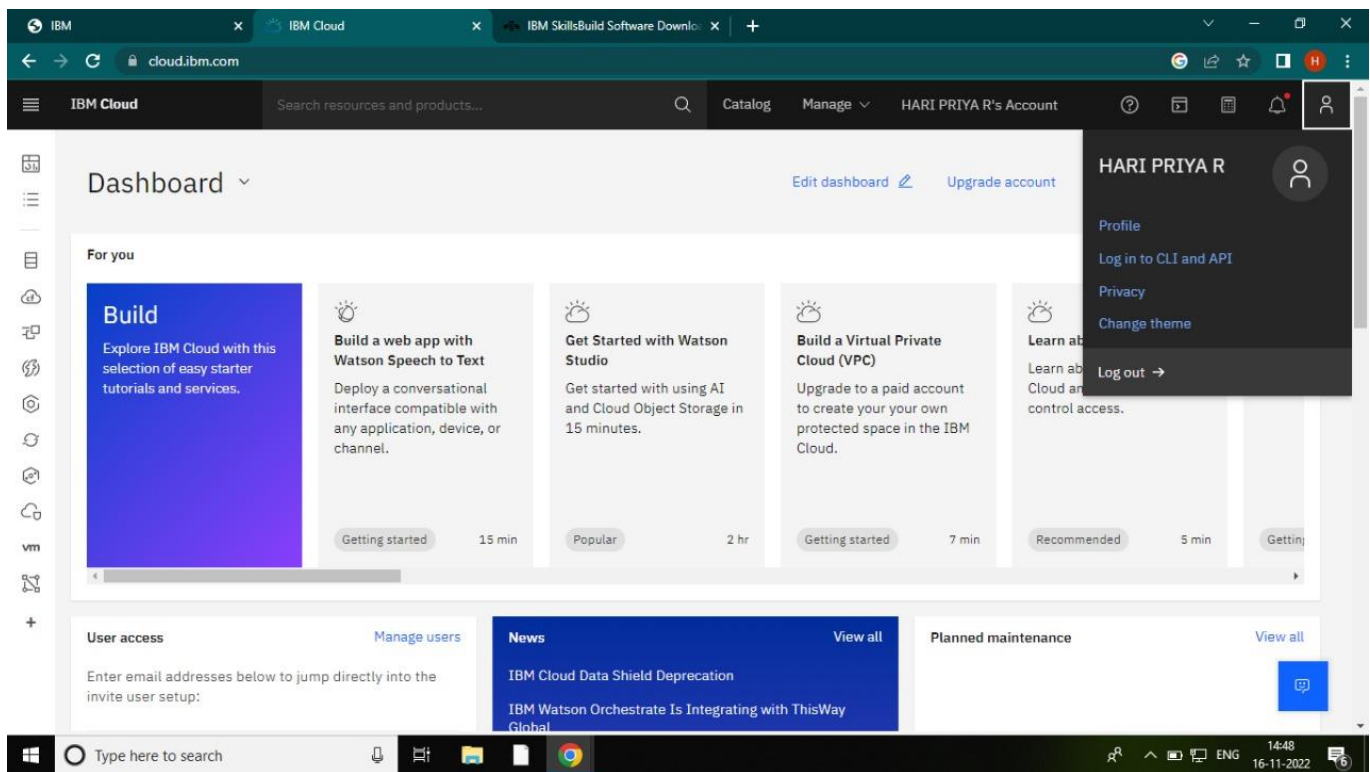 IBM
IBM Cloud
IBM SkillsBuild Software Downlo
cloud.ibm.com
H
IBM Cloud
Search resources and products...
Catalog
Manage
HARI PRIYA R's Account
HARI PRIYA R
Profile
Log in to CLI and API
Privacy
Change theme
Log out →
Dashboard
Edit dashboard
Upgrade account
For you
Build
Explore IBM Cloud with this
selection of easy starter
tutorials and services.
Build a web app with
Watson Speech to Text
Deploy a conversational
interface compatible with
any application, device, or
channel.
Getting started 15 min
Get Started with Watson
Studio
Get started with using AI
and Cloud Object Storage in
15 minutes.
Popular 2 hr
Build a Virtual Private
Cloud (VPC)
Upgrade to a paid account
to create your your own
protected space in the IBM
Cloud.
Getting started 7 min
Learn ab
Learn ab
Cloud an
control access.
Recommended 5 min
Getting
vm
User access
Manage users
Enter email addresses below to jump directly into the
invite user setup:
News
View all
IBM Cloud Data Shield Deprecation
IBM Watson Orchestrate Is Integrating with ThisWay
Global
Planned maintenance
View all
Type here to search
ENG
14:48
16-11-2022
6